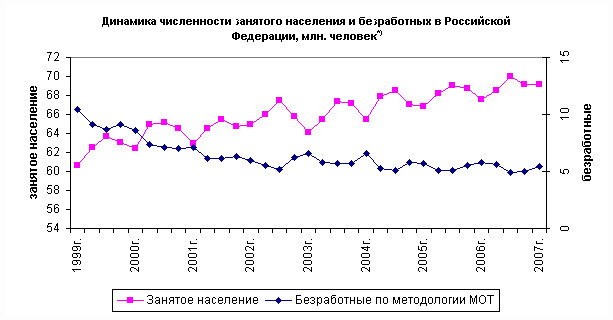 Динамика численности занятого населения и безработных в Российской
Федерации, млн. человек*)
72
70
68
66
64
62
60
58
56
54
занятое население
15
10
5
0
безработные
1999г.
2000г.
2001г.
2002г.
2003г.
2004г.
2005г.
2006г.
2007г.
Занятое население
Безработные по методологии МОТ